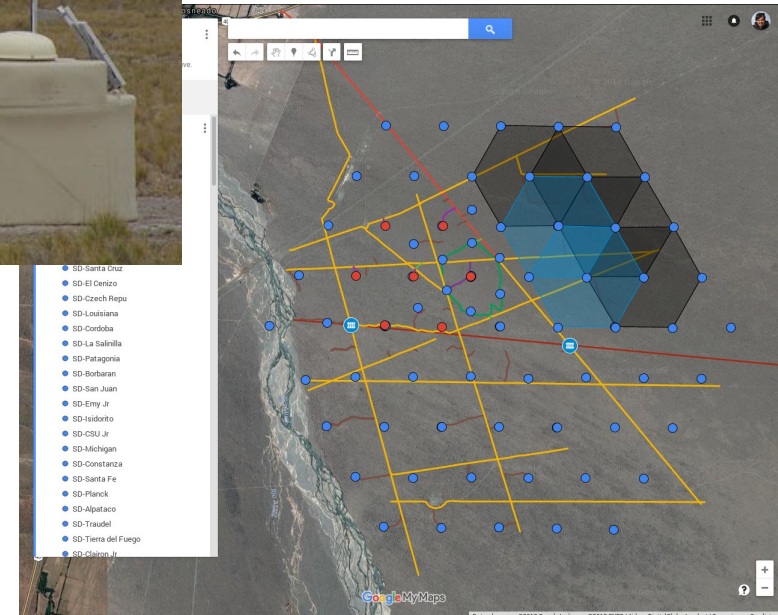 ve.
SD-Santa Cruz
SD-El Cenizo
SD-Czech Repu
SD-Louisiana
SD-Cordoba
SD-La Salinilla
SD-Patagonia
SD-Borbaran
SD-San Juan
SD-Emy Jr
SD-Isidorito
SD-CSU Jr
SD-Michigan
SD-Constanza
SD-Santa Fe
SD-Planck
SD-Alpataco
SD-Traudel
SD-Tierra del Fuego
SD-Clairon Jr
Google My Maps
+
?
−